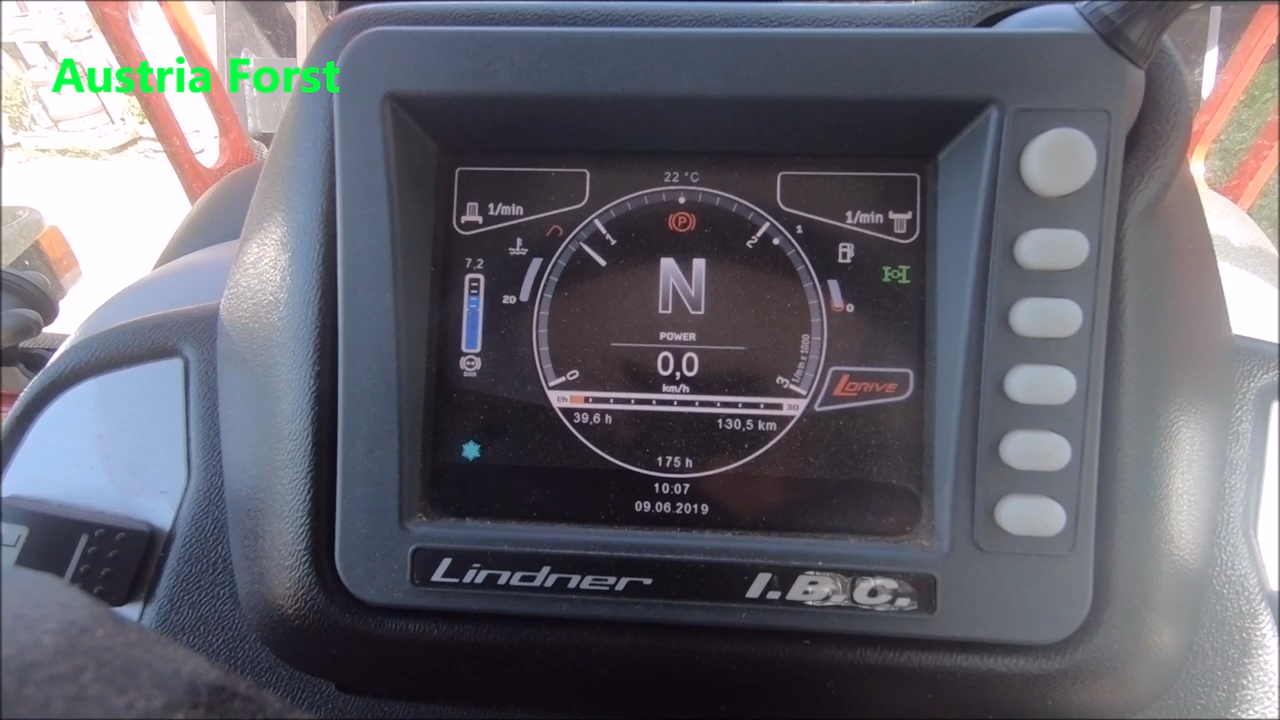 Austria Forst
22 °C
1/min
1/min
1
2
1
P
7,2
20
N
0
POWER
0,0
km/h
0
3
1/min x 1000
LDRIVE
30
39,6 h
130,5 km
175 h
10:07
09.06.2019
Lindner
I.B.C.